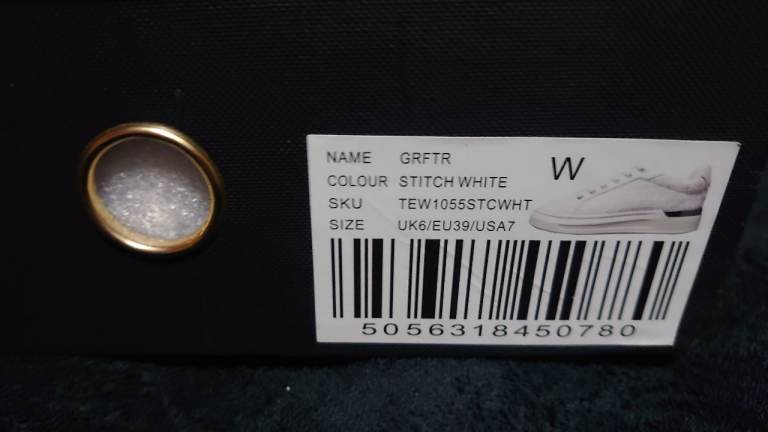 NAME GRFTR W
COLOUR STITCH WHITE
SKU TEW1055STCWHT
SIZE UK6/EU39/USA7
5056318450780